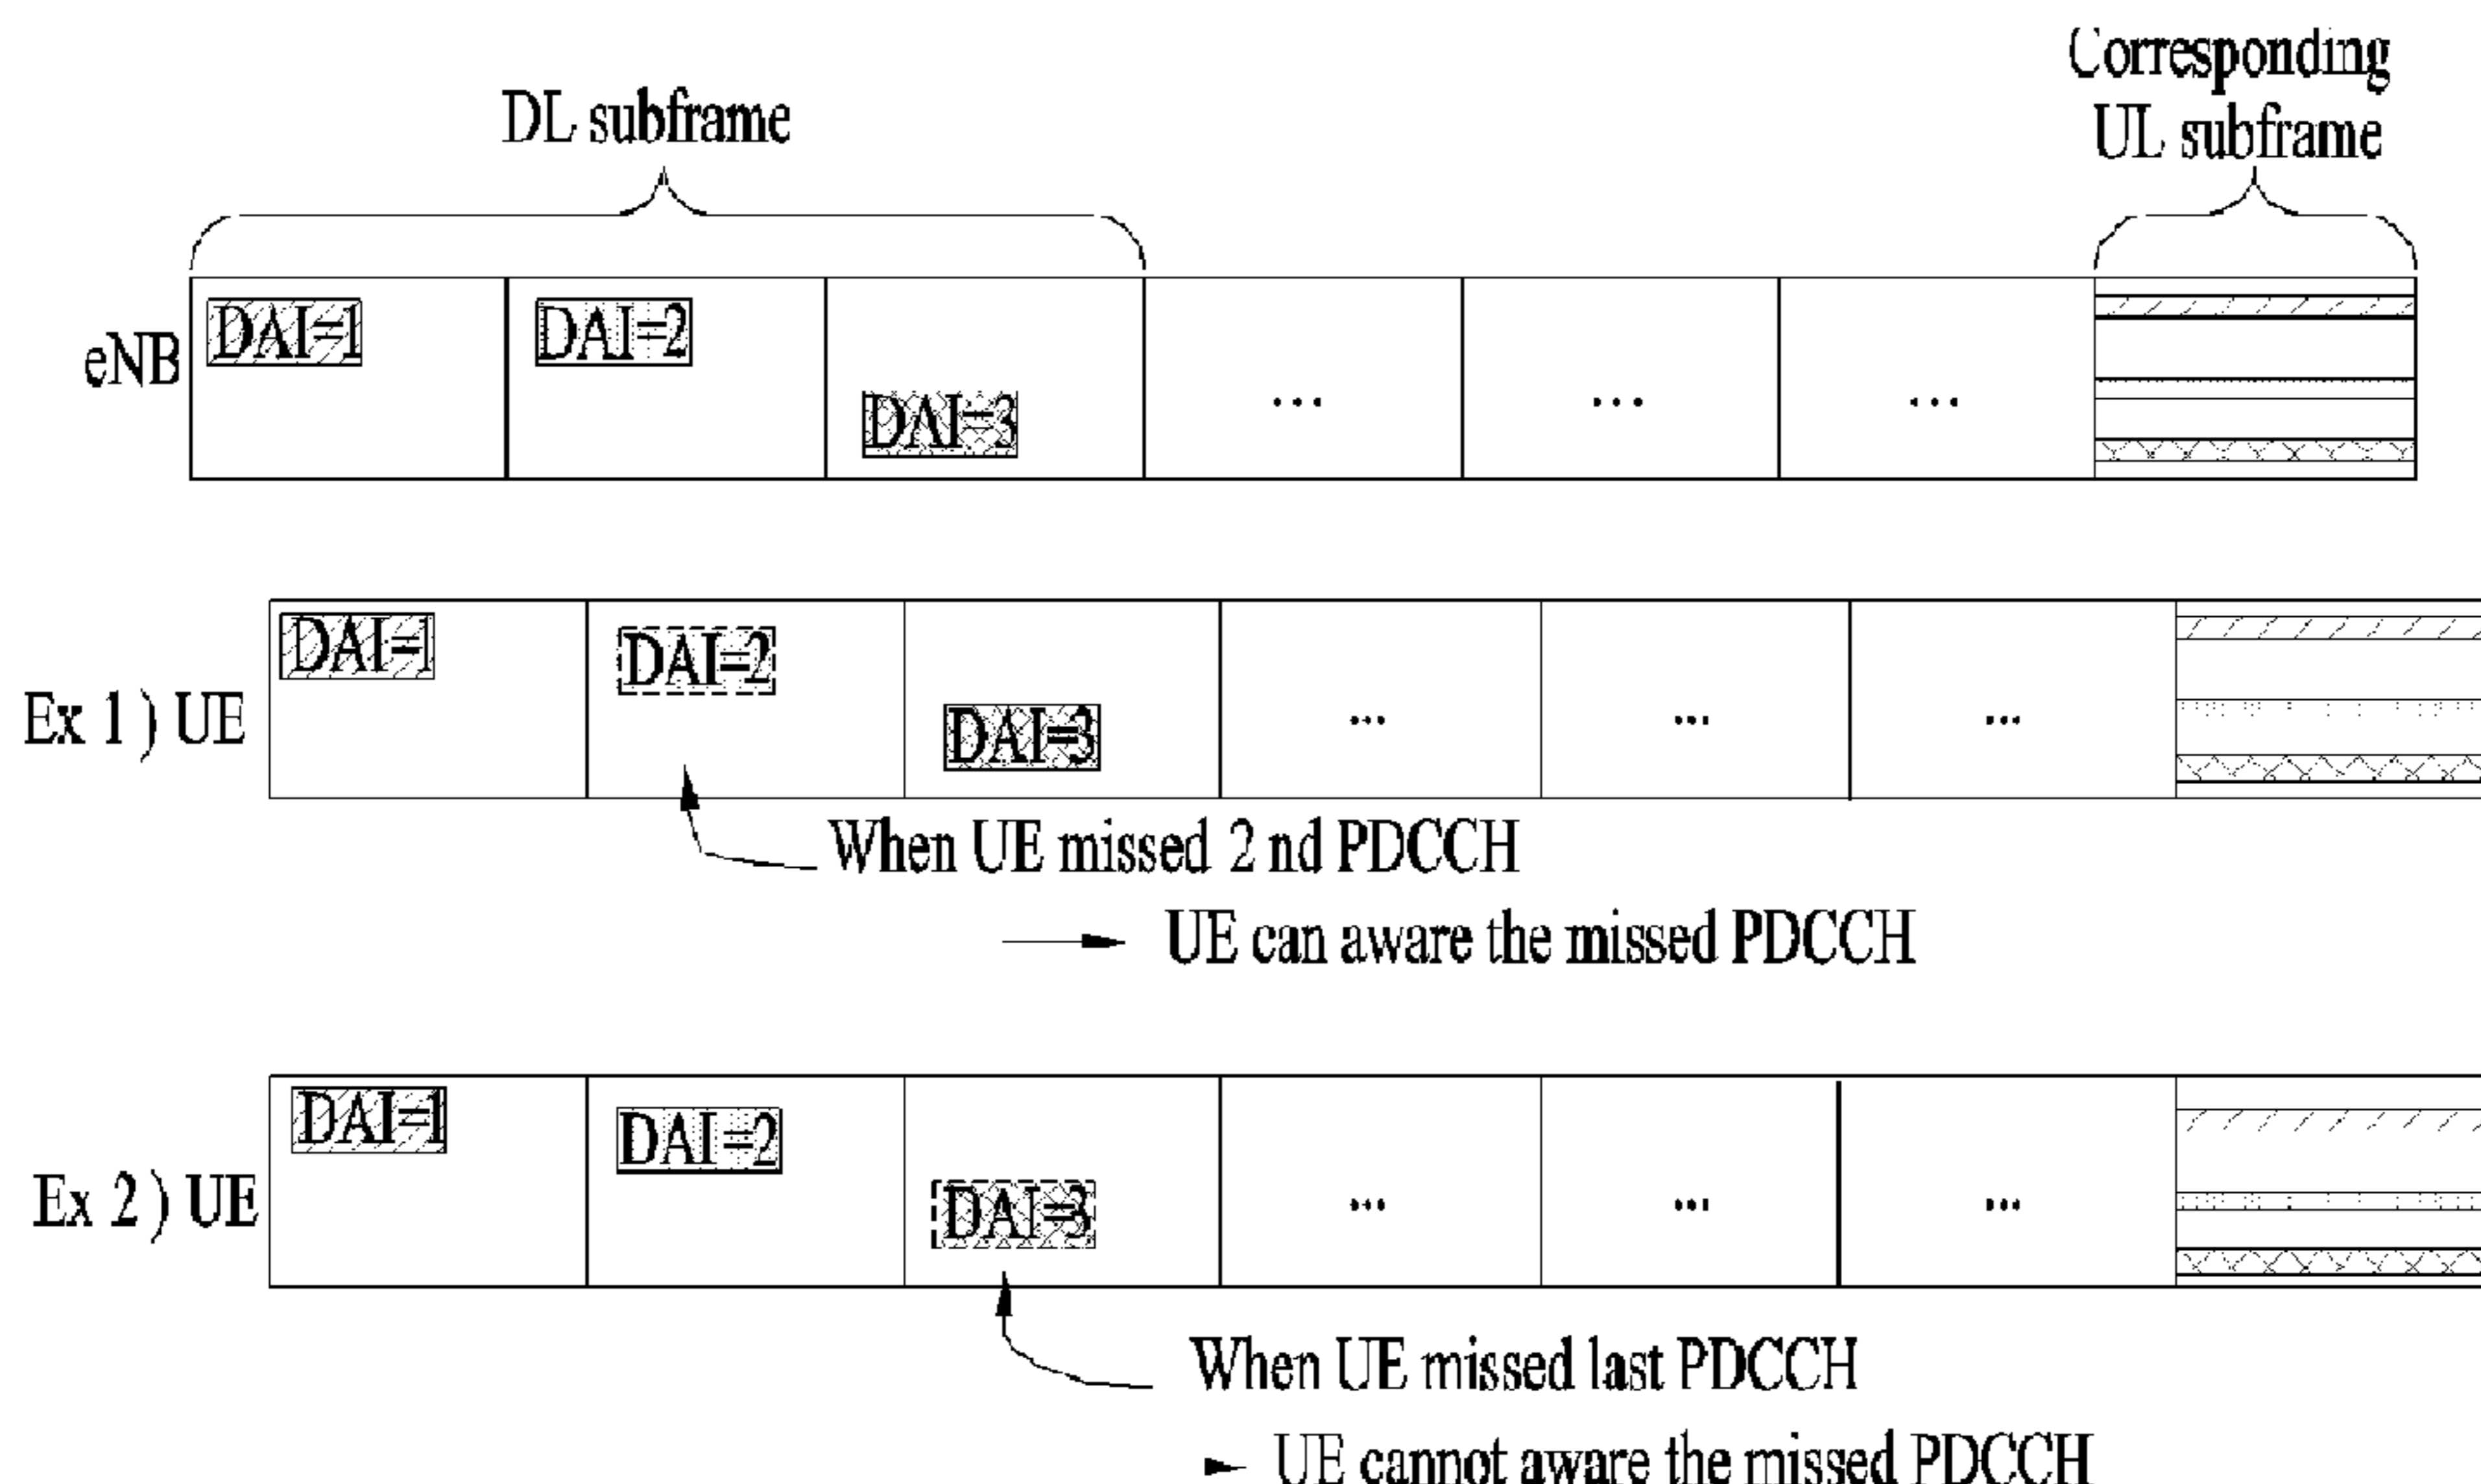 Corresponding
DL subframe
UL subframe
eNB
DAI=1
DAI=2
DAI=3
...
...
...
Ex 1 ) UE
DAI=1
DAI=2
DAI=3
...
...
...
When UE missed 2 nd PDCCH
UE can aware the missed PDCCH
Ex 2 ) UE
DAI=1
DAI=2
DAI=3
...
...
...
When UE missed last PDCCH
UE cannot aware the missed PDCCH